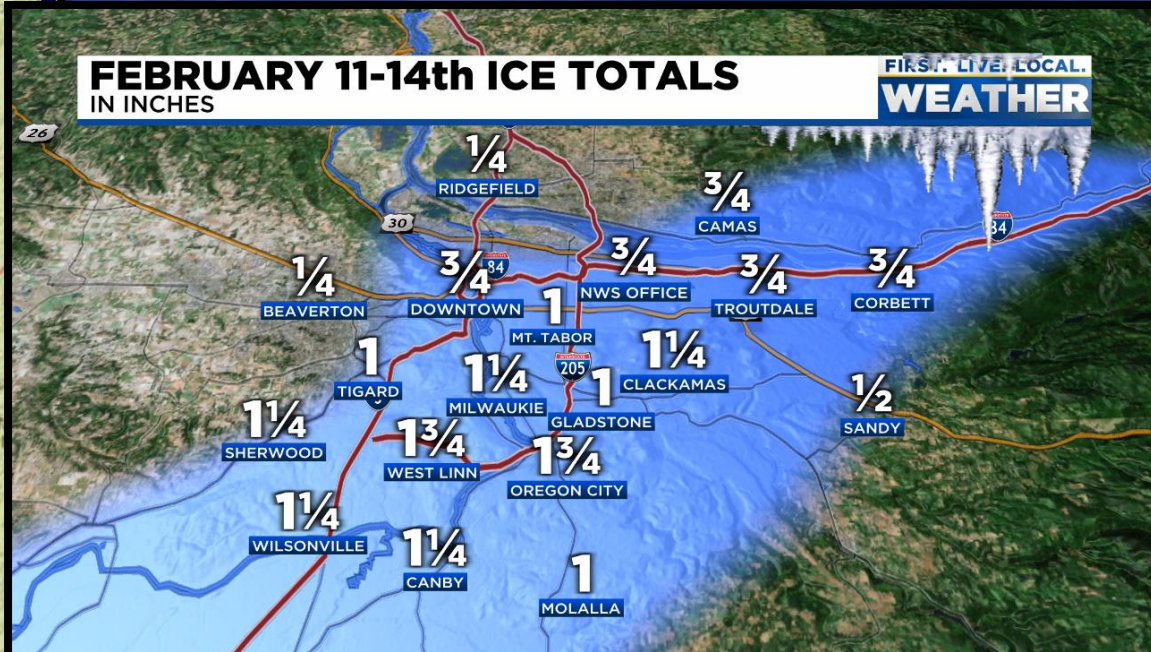 FEBRUARY 11-14th ICE TOTALS
IN INCHES
FIRST. LIVE. LOCAL.
WEATHER
26
1/4
RIDGEFIELD
30
3/4
CAMAS
84
1/4
BEAVERTON
3/4
DOWNTOWN
84
3/4
NWS OFFICE
3/4
TROUTDALE
3/4
CORBETT
1
MT. TABOR
1
TIGARD
1 1/4
MILWAUKIE
205
1
GLADSTONE
1 1/4
CLACKAMAS
1/2
SANDY
1 1/4
SHERWOOD
1 3/4
WEST LINN
1 3/4
OREGON CITY
1 1/4
WILSONVILLE
1 1/4
CANBY
1
MOLALLA